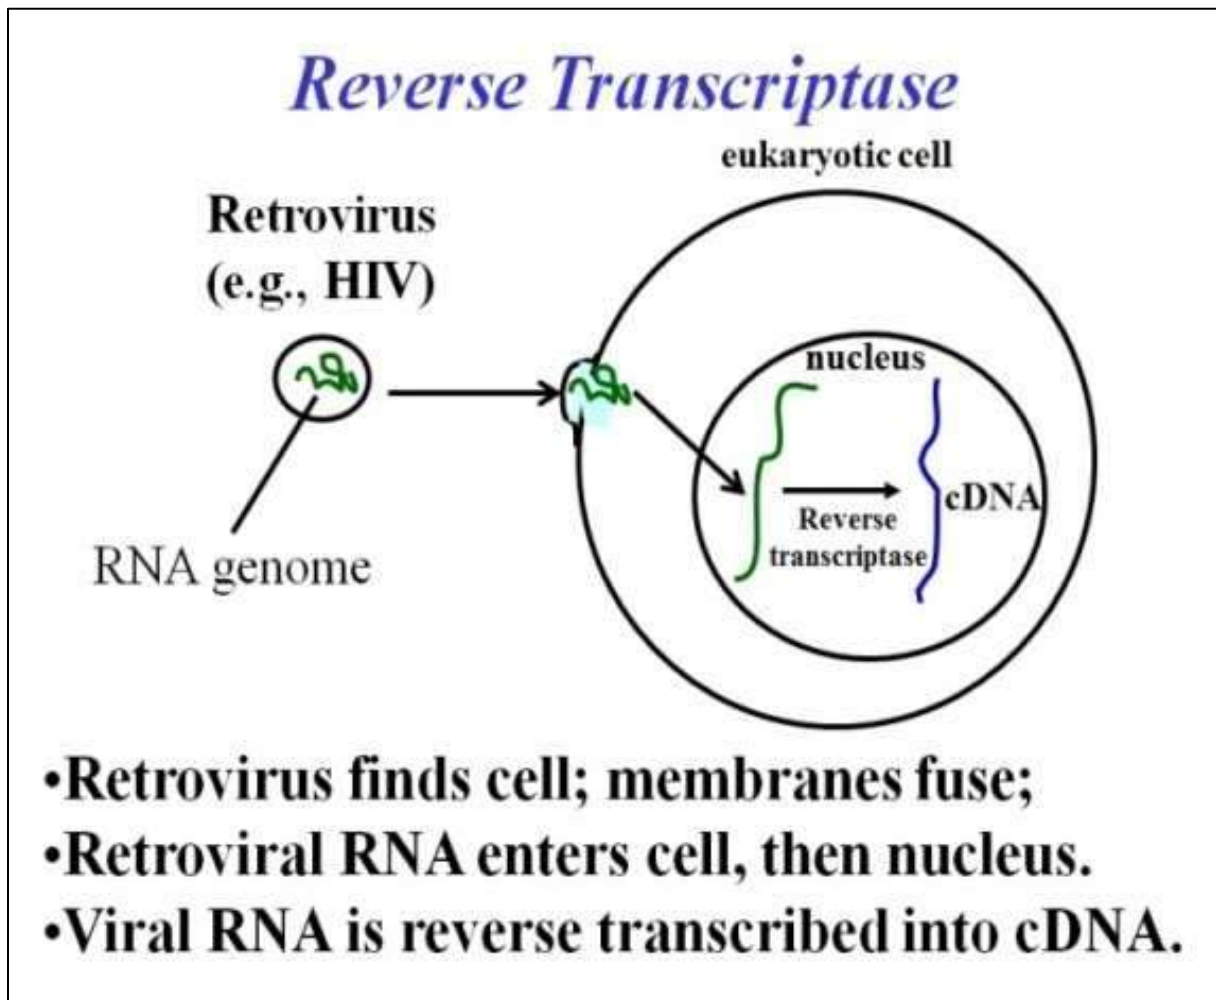 Reverse Transcriptase
eukaryotic cell
Retrovirus
(e.g., HIV)
nucleus
cDNA
Reverse
transcriptase
RNA genome
•Retrovirus finds cell; membranes fuse;
•Retroviral RNA enters cell, then nucleus.
•Viral RNA is reverse transcribed into cDNA.